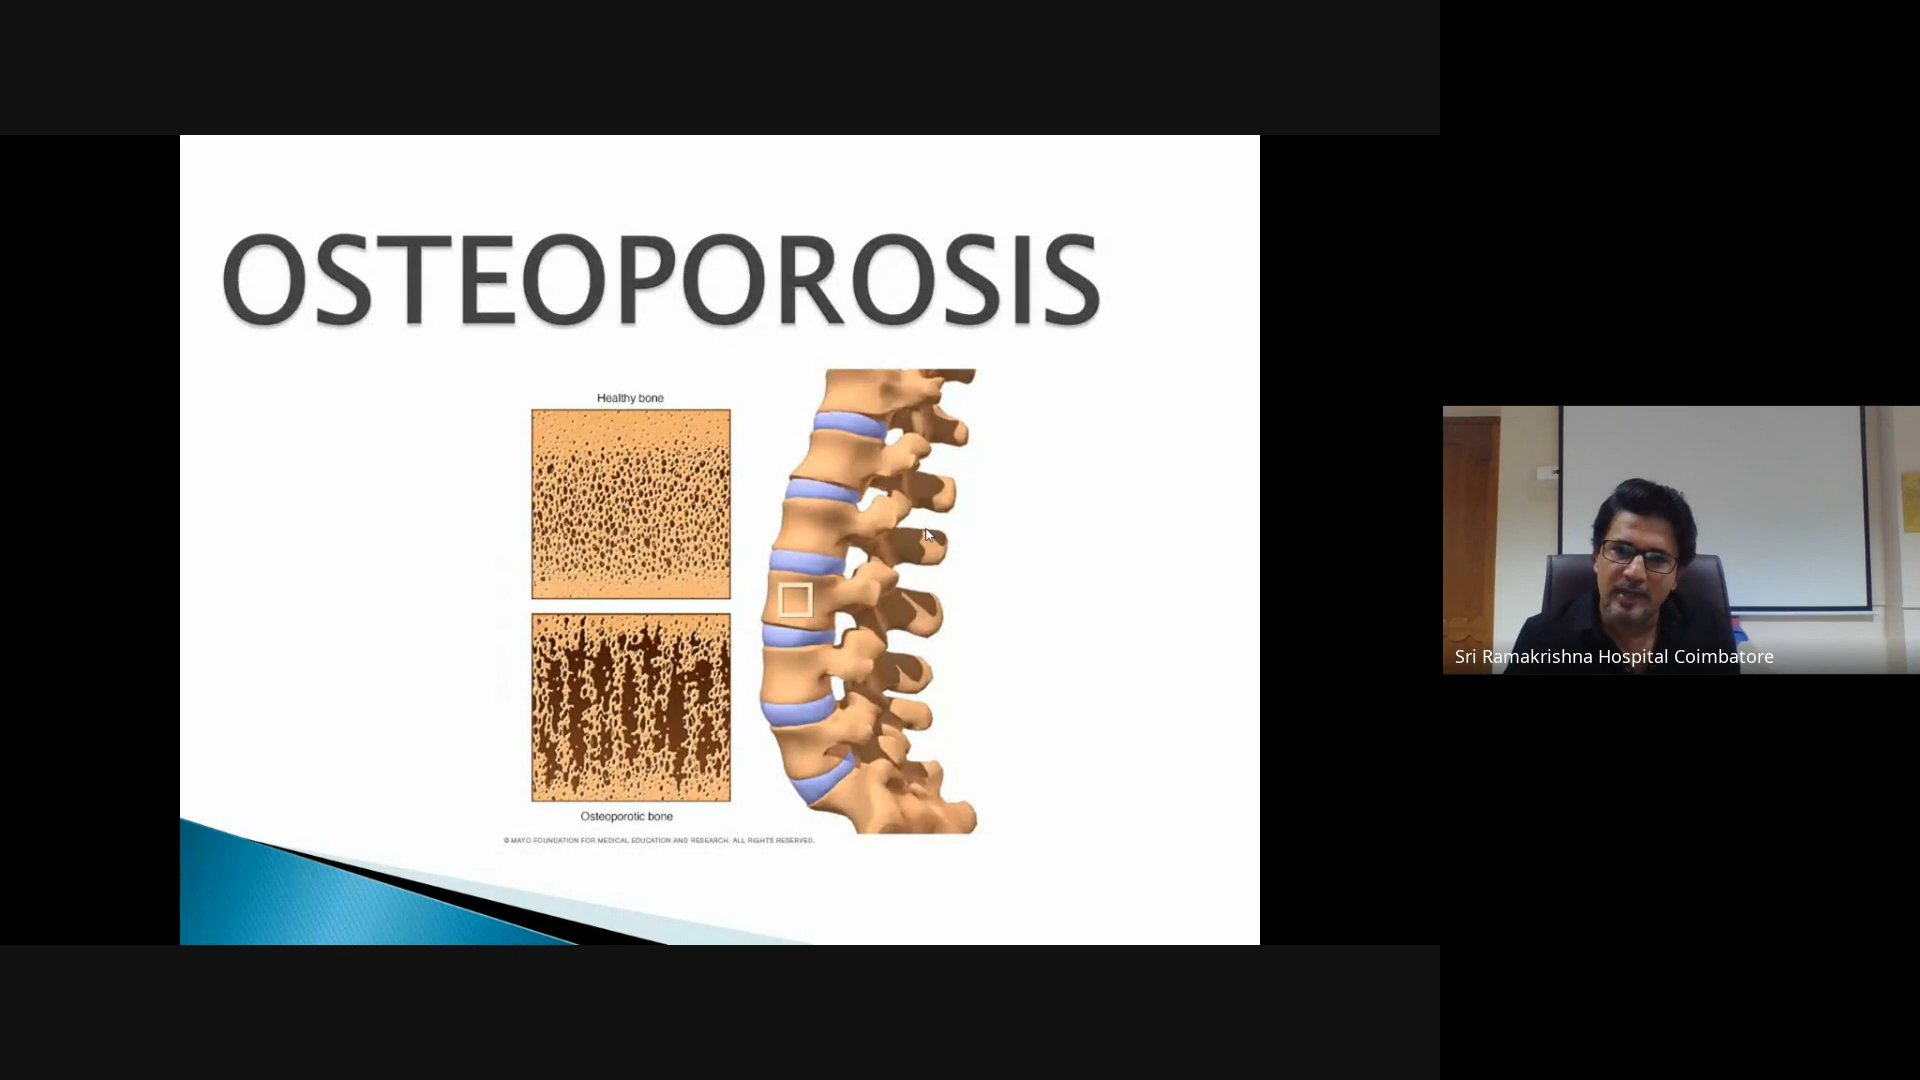 OSTEOPOROSIS
Healthy bone
Osteoporotic bone
© MAYO FOUNDATION FOR MEDICAL EDUCATION AND RESEARCH. ALL RIGHTS RESERVED.
Sri Ramakrishna Hospital Coimbatore